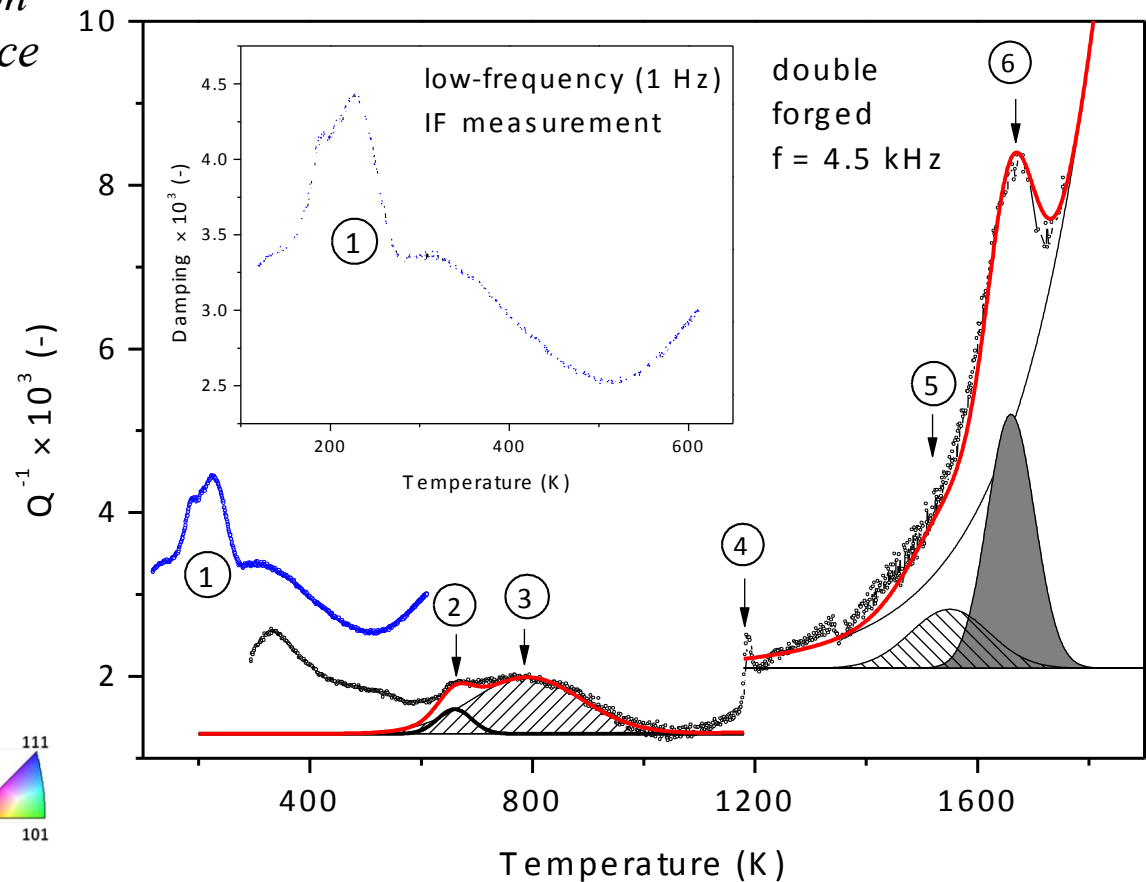 ce
10
8
6
4
2
Q⁻¹ × 10³ (-)
4.5
4.0
3.5
3.0
2.5
Damping × 10³ (-)
low-frequency (1 Hz)
IF measurement
1
200 400 600
Temperature (K)
double
forged
f = 4.5 kHz
6
5
4
1
2
3
400 800 1200 1600
Temperature (K)
111
101